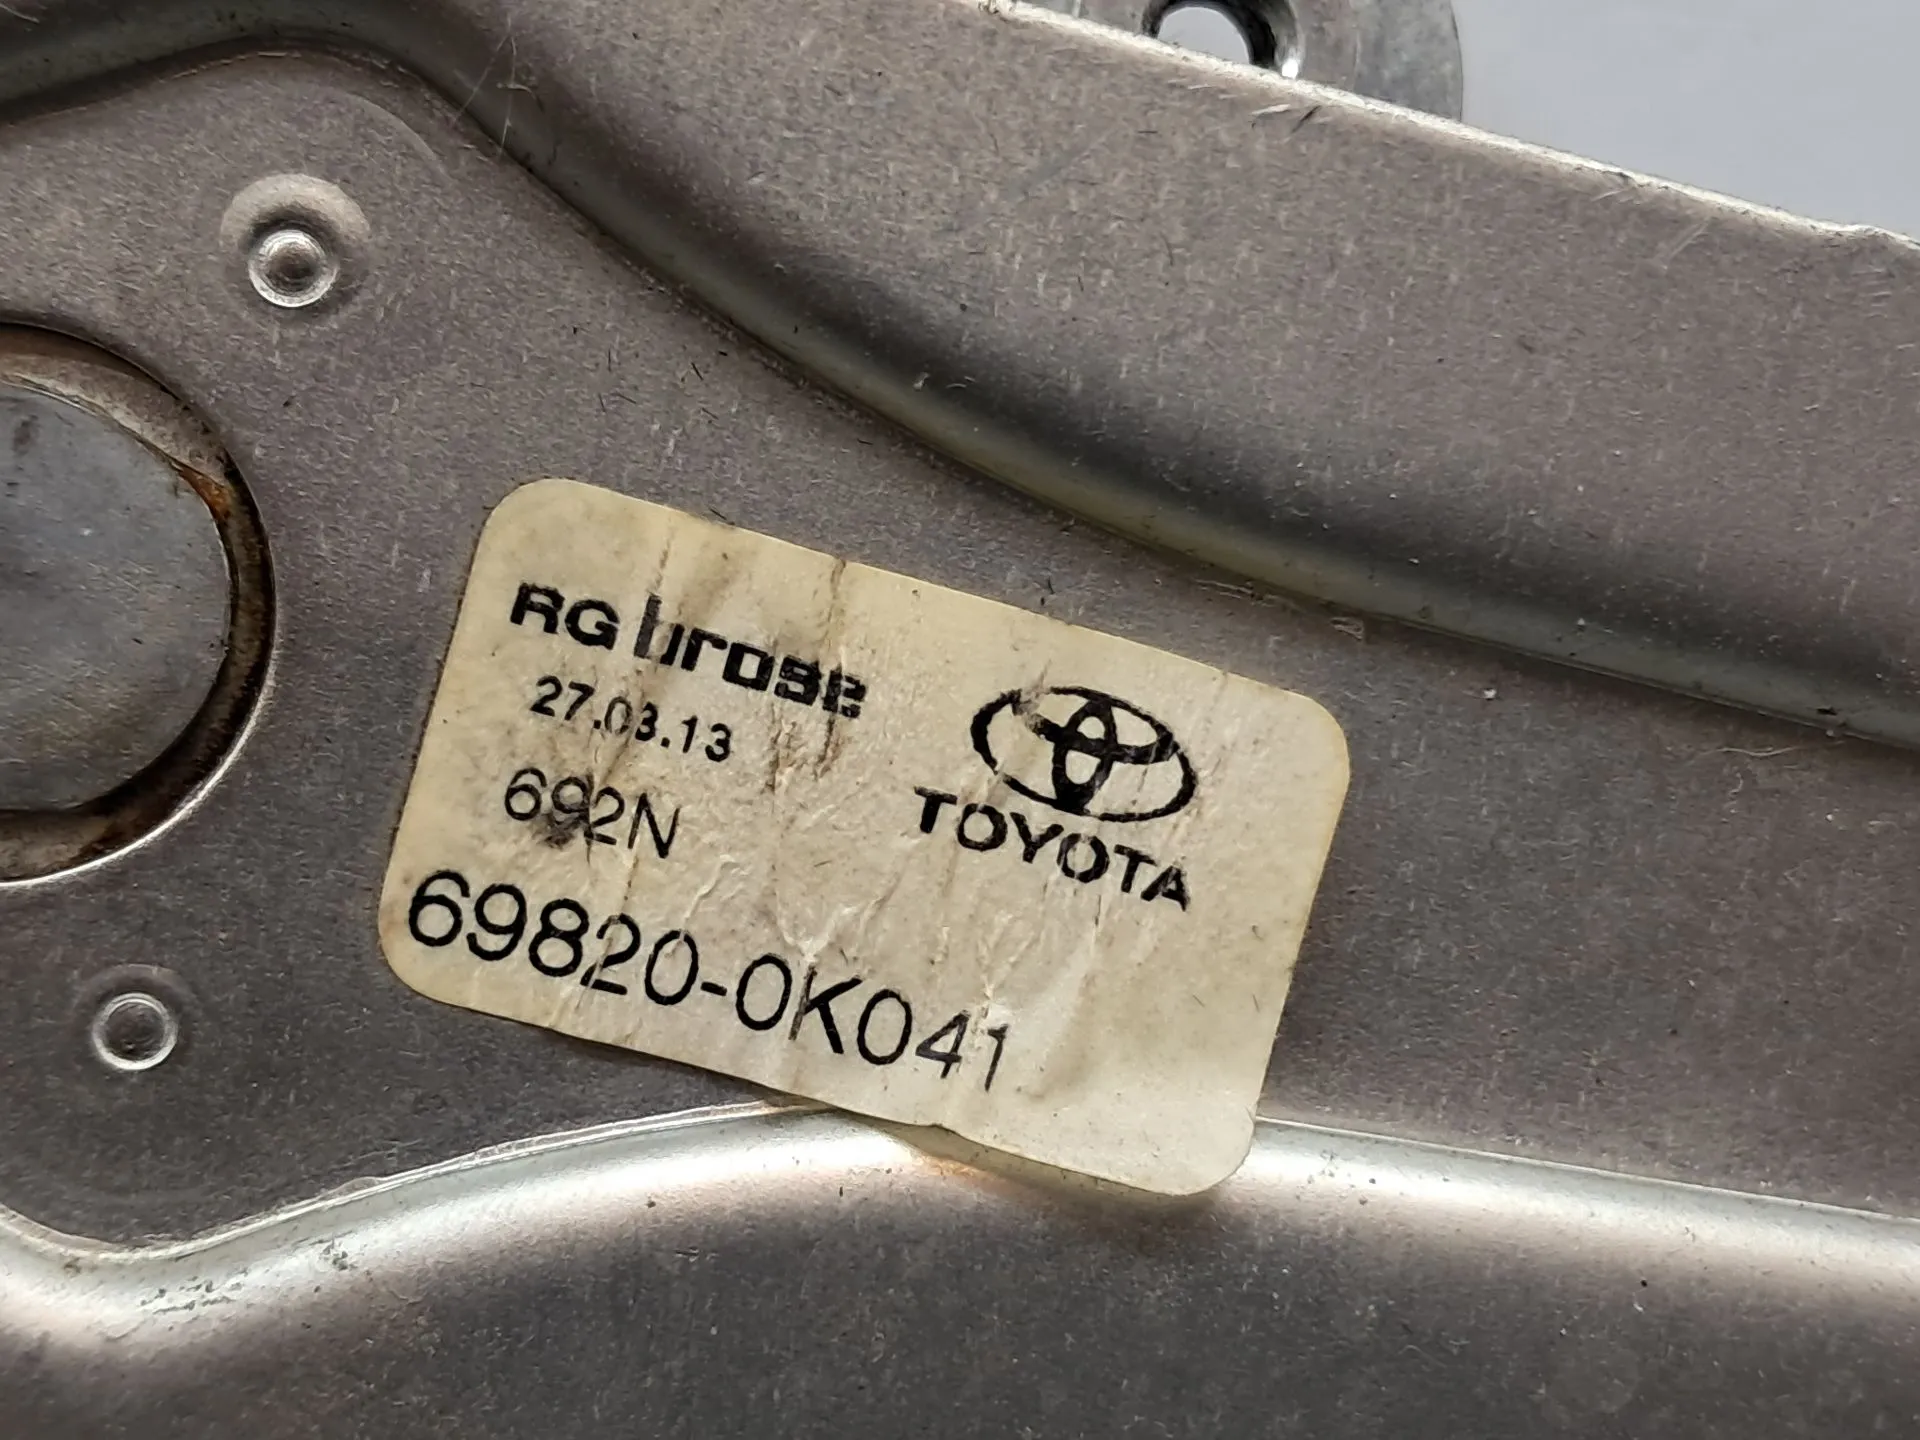 RG brose
27.03.13
692N
TOYOTA
69820-0K041